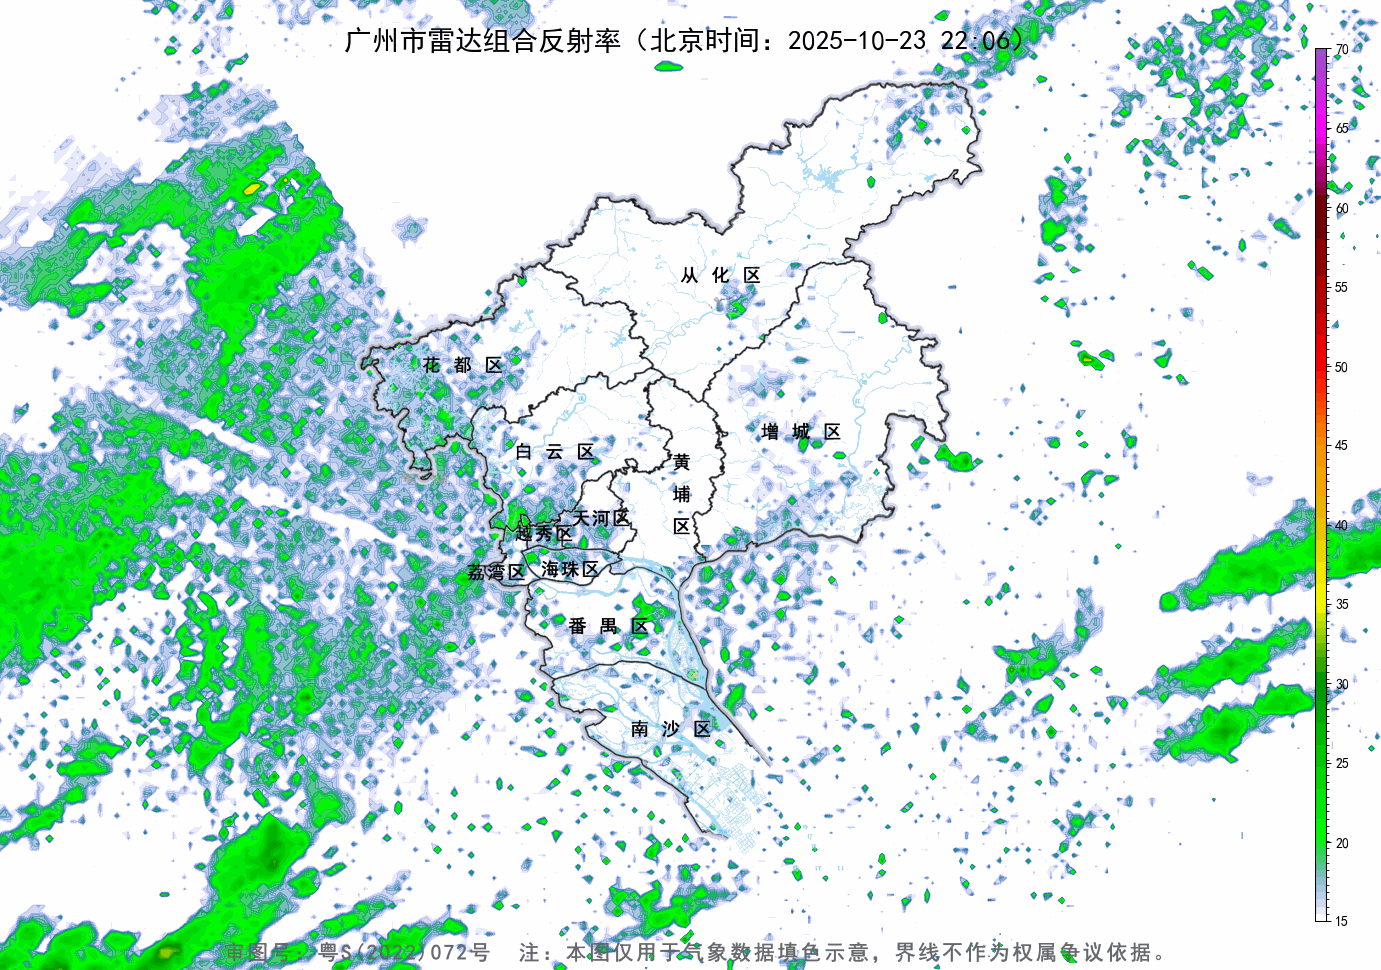 广州市雷达组合反射率（北京时间：2025-10-23 22:06）
70
65
60
55
50
45
40
35
30
25
20
15
从化区
花都区
增城区
白云区
黄埔区
天河区
越秀区
荔湾区
海珠区
番禺区
南沙区
审图号：粤S(2022)072号 注：本图仅用于气象数据填色示意，界线不作为权属争议依据。